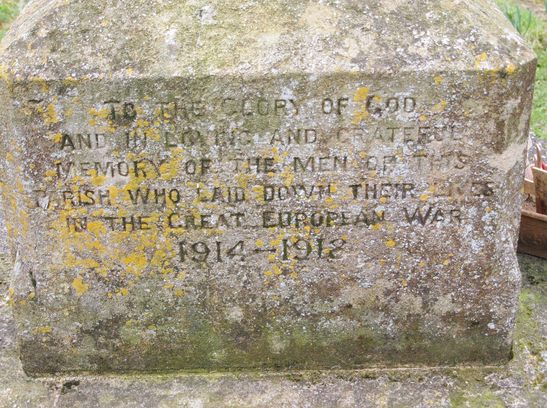 TO THE GLORY OF GOD
AND IN LOVING AND GRATEFUL
MEMORY OF THE MEN OF THIS
PARISH WHO LAID DOWN THEIR LIVES
IN THE GREAT EUROPEAN WAR
1914-1918